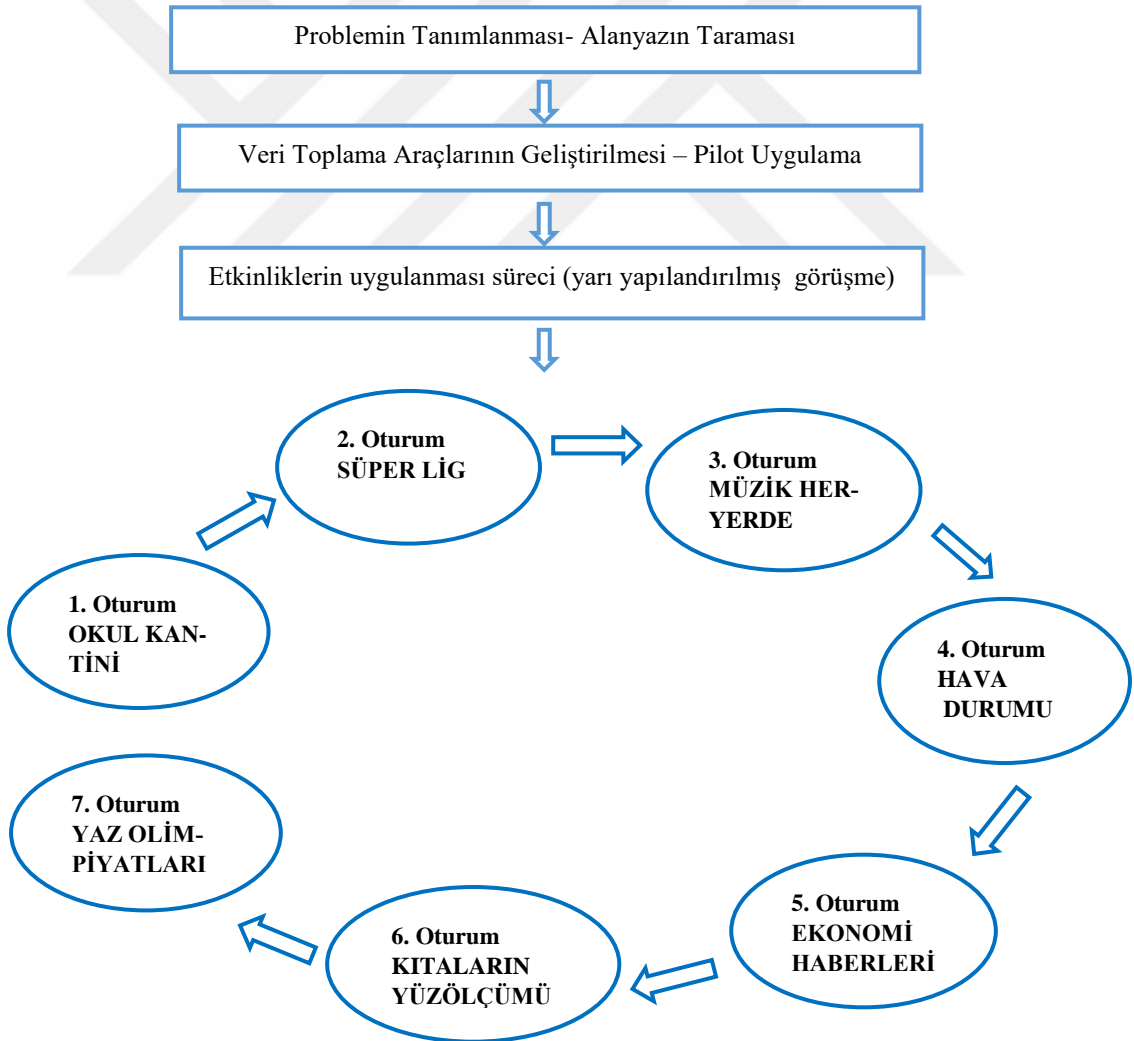 Problemin Tanımlanması- Alanyazın Taraması
Veri Toplama Araçlarının Geliştirilmesi – Pilot Uygulama
Etkinliklerin uygulanması süreci (yarı yapılandırılmış görüşme)
1. Oturum
OKUL KAN-
TİNİ
2. Oturum
SÜPER LİG
3. Oturum
MÜZİK HER-
YERDE
4. Oturum
HAVA
DURUMU
5. Oturum
EKONOMİ
HABERLERİ
6. Oturum
KITALARIN
YÜZÖLÇÜMÜ
7. Oturum
YAZ OLİM-
PİYATLARI